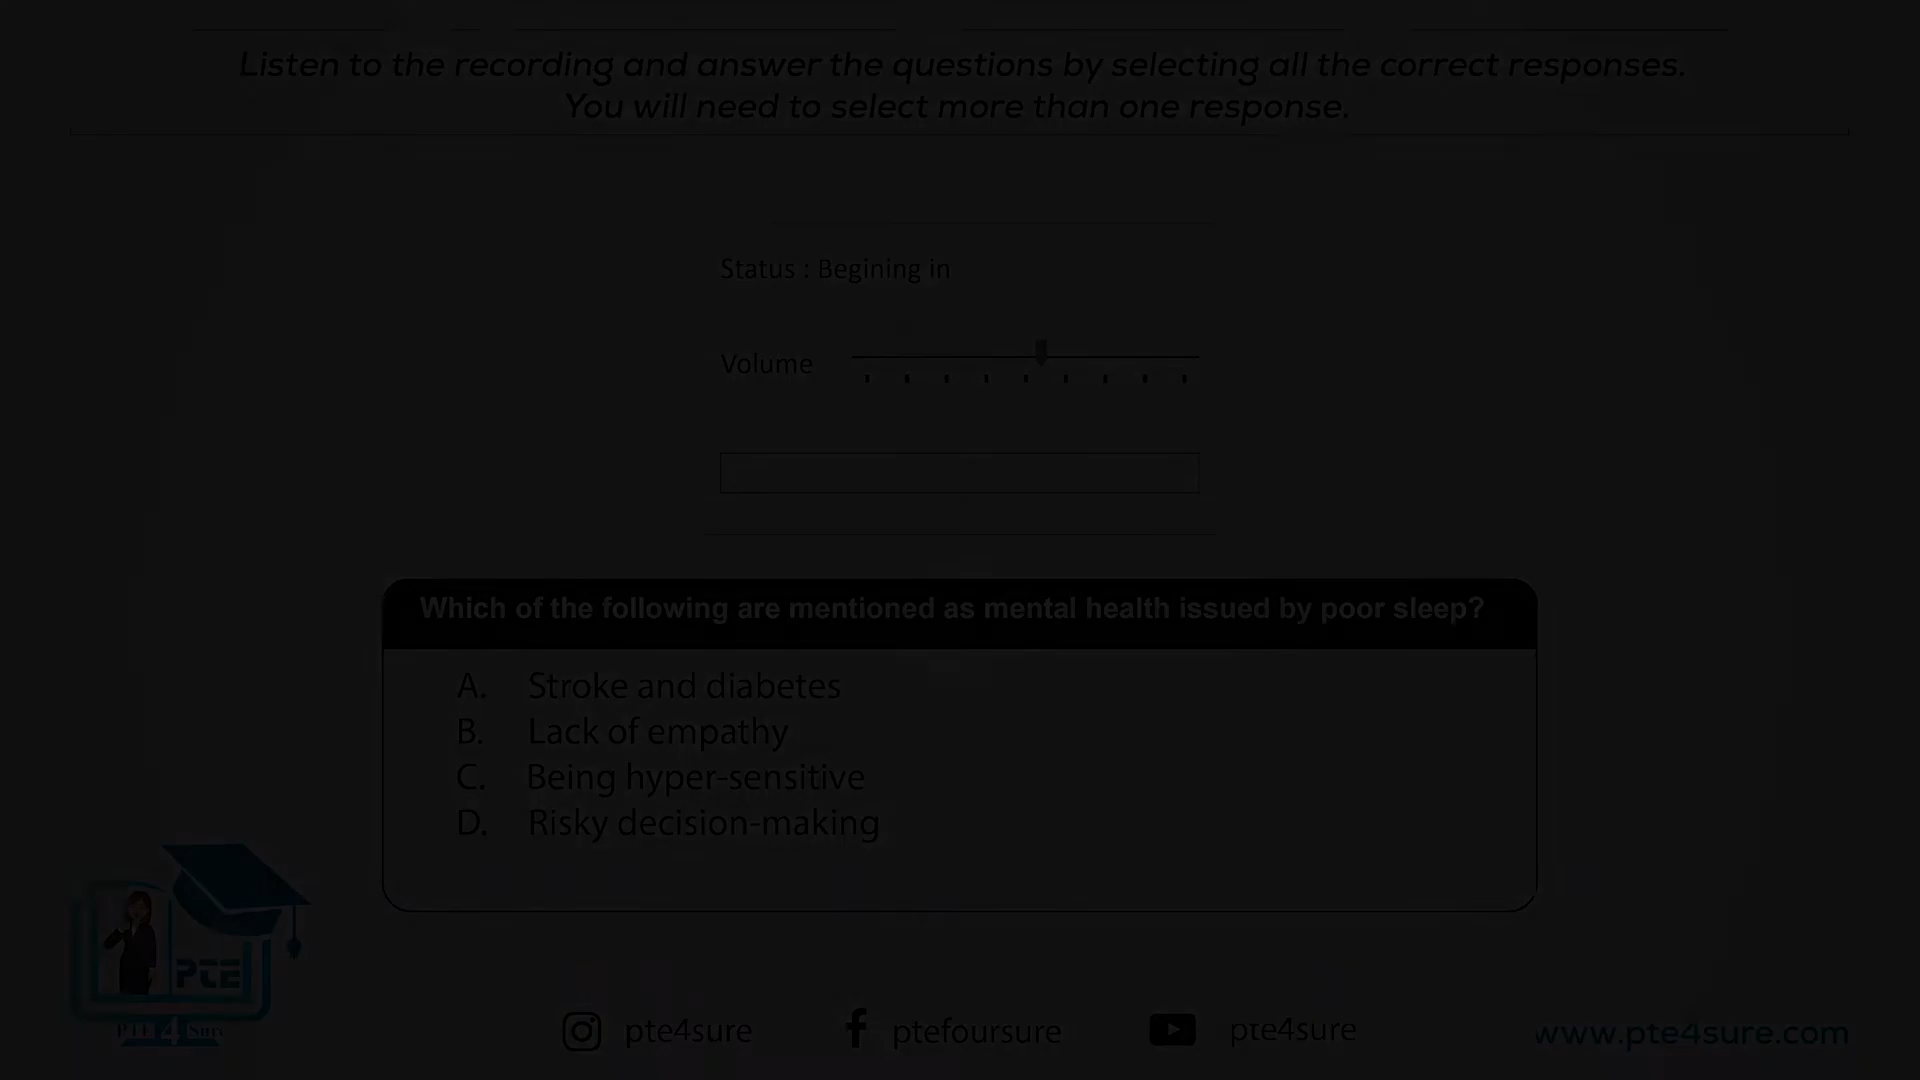 Listen to the recording and answer the questions by selecting all the correct responses.
You will need to select more than one response.
Status : Begining in
Volume
Which of the following are mentioned as mental health issued by poor sleep?
A. Stroke and diabetes
B. Lack of empathy
C. Being hyper-sensitive
D. Risky decision-making
PTE
PTE 4 Sure
pte4sure
ptefoursure
pte4sure
www.pte4sure.com